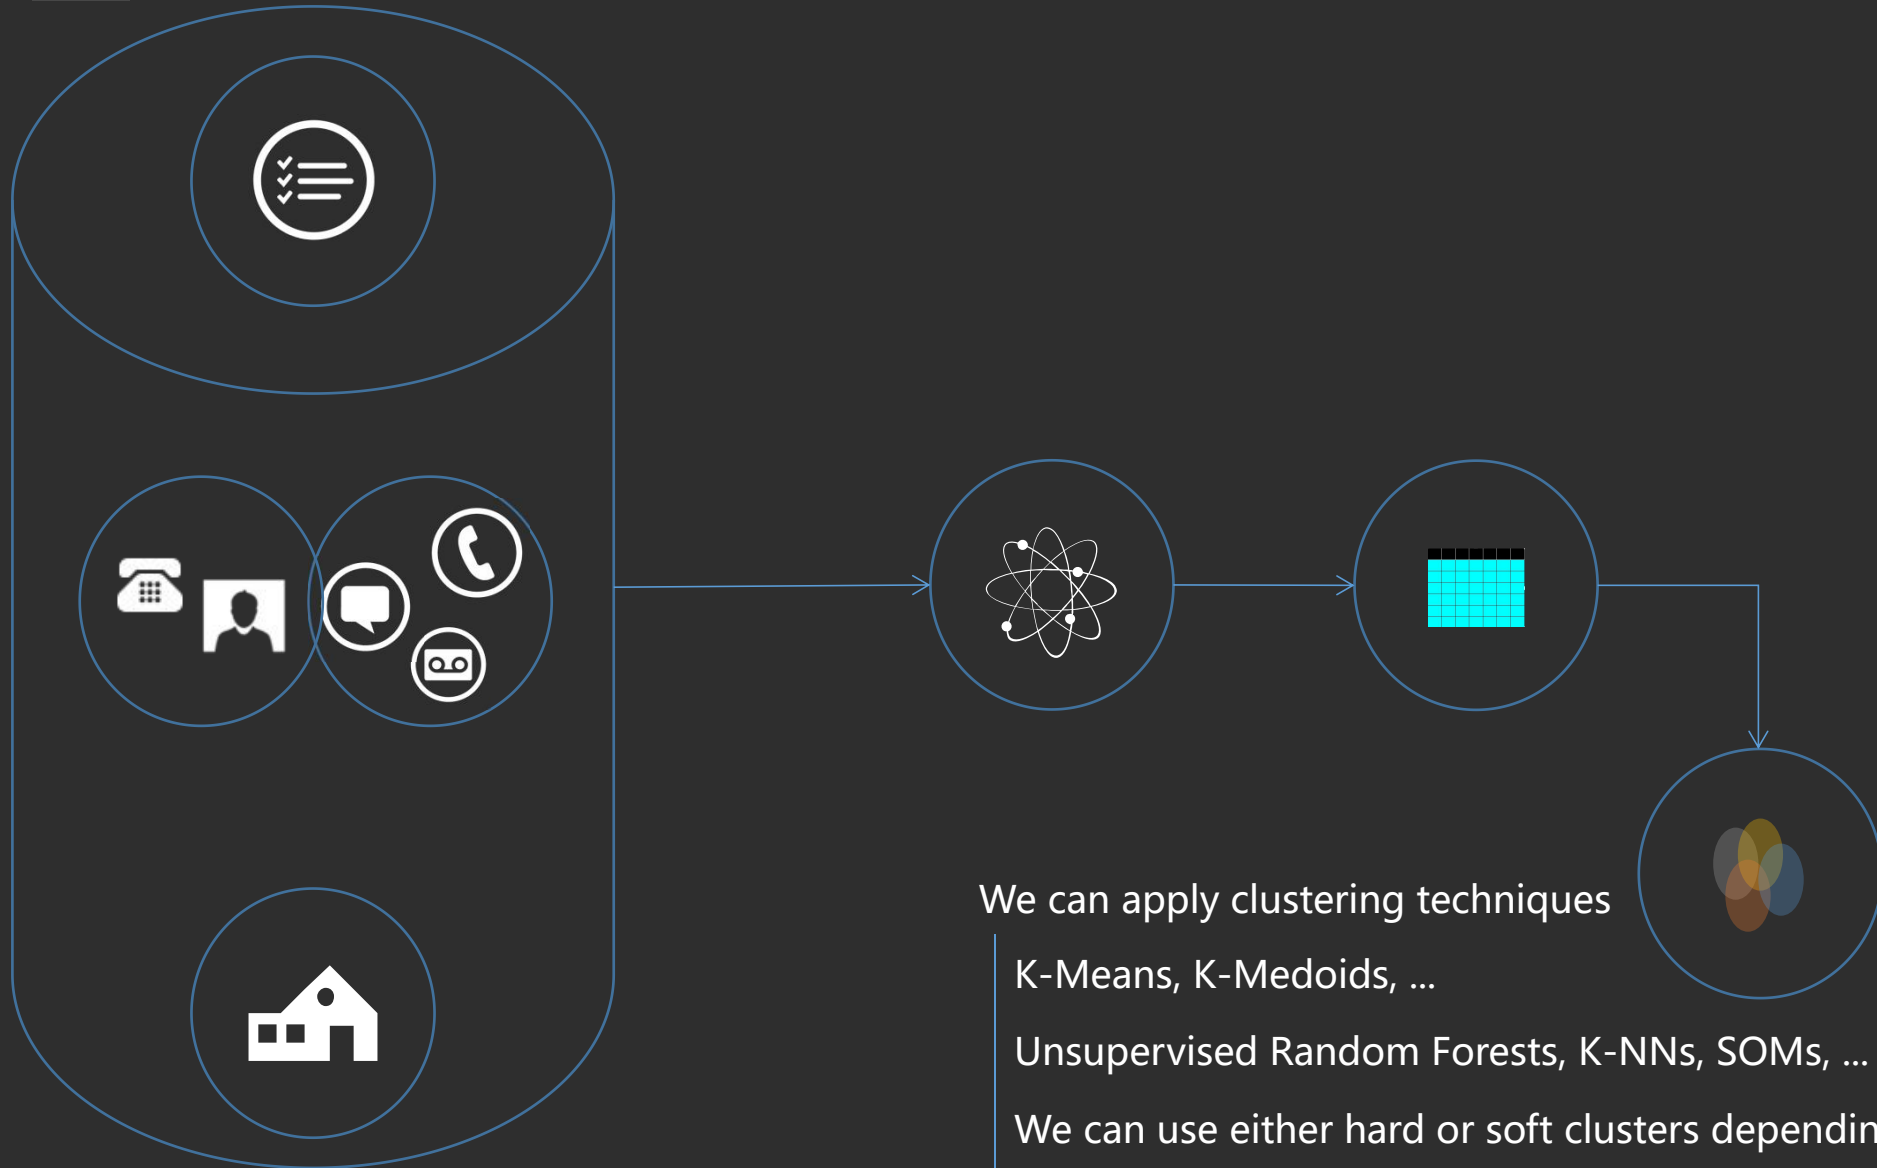 We can apply clustering techniques
K-Means, K-Medoids, ...
Unsupervised Random Forests, K-NNs, SOMs, ...
We can use either hard or soft clusters